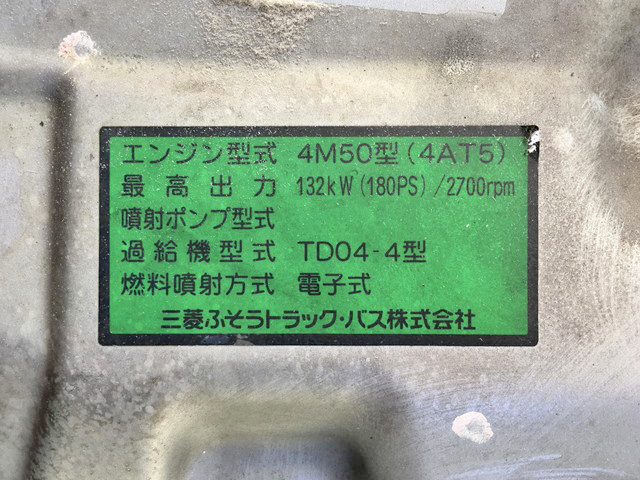 エンジン型式 4M50型(4AT5)
最高出力 132kW(180PS)/2700rpm
噴射ポンプ型式
過給機型式 TD04-4型
燃料噴射方式 電子式
三菱ふそうトラック・バス株式会社